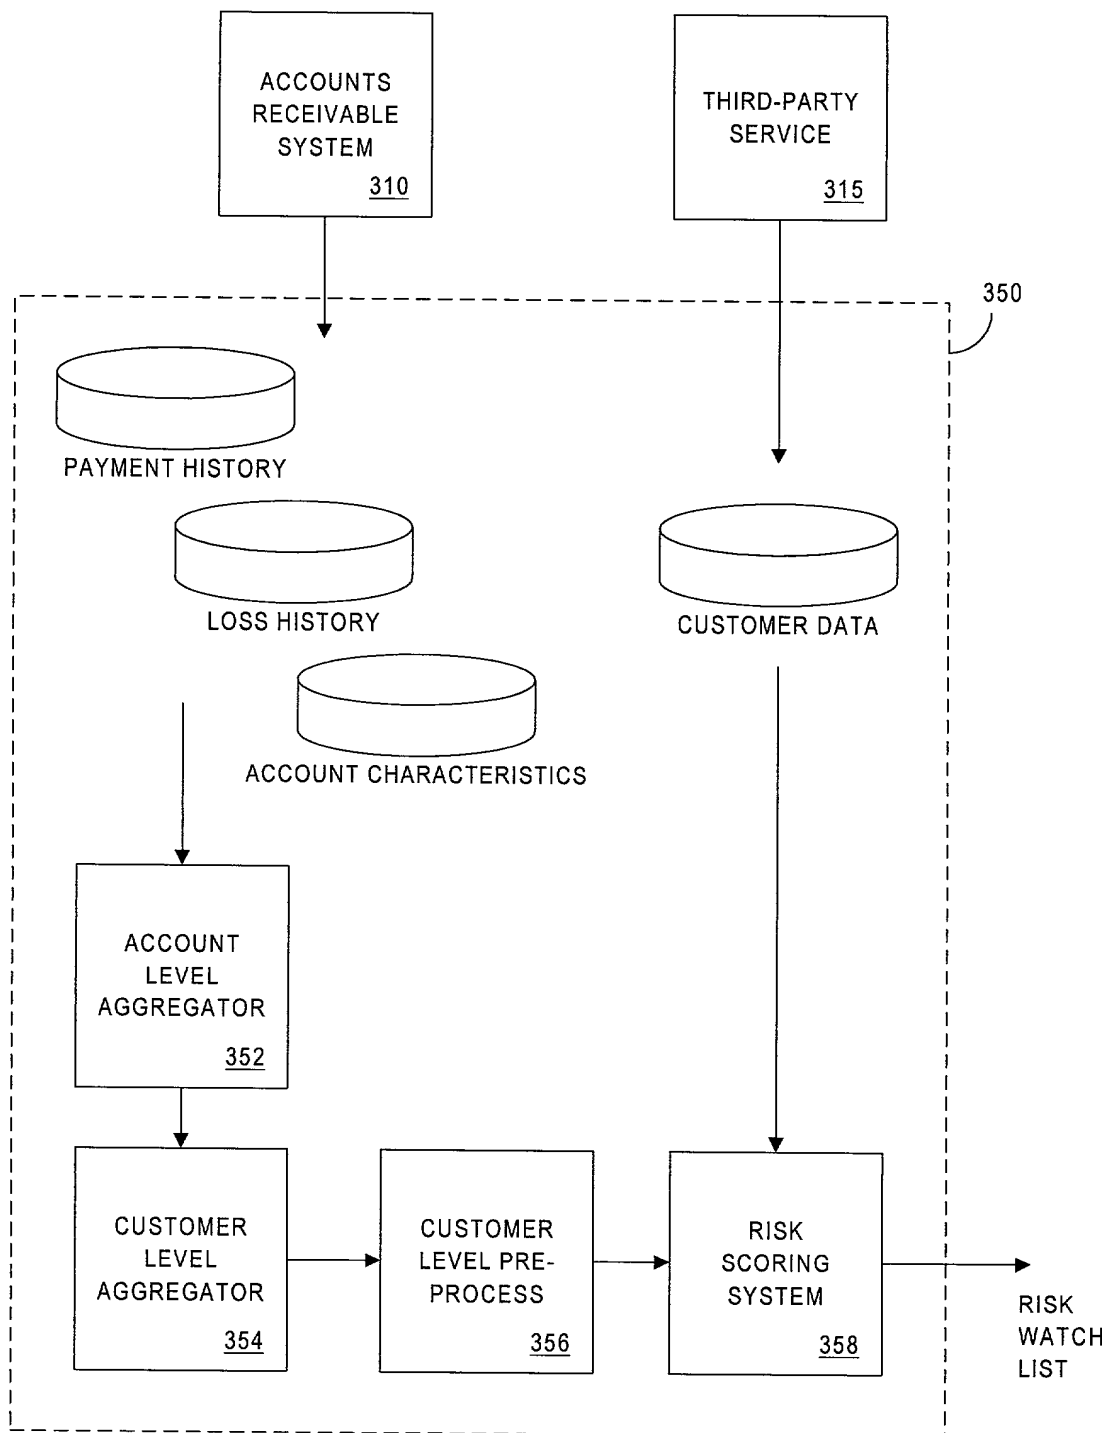 ACCOUNTS
RECEIVABLE
SYSTEM
310
THIRD-PARTY
SERVICE
315
350
PAYMENT HISTORY
LOSS HISTORY
CUSTOMER DATA
ACCOUNT CHARACTERISTICS
ACCOUNT
LEVEL
AGGREGATOR
352
CUSTOMER
LEVEL
AGGREGATOR
354
CUSTOMER
LEVEL PRE-
PROCESS
356
RISK
SCORING
SYSTEM
358
RISK
WATCH
LIST